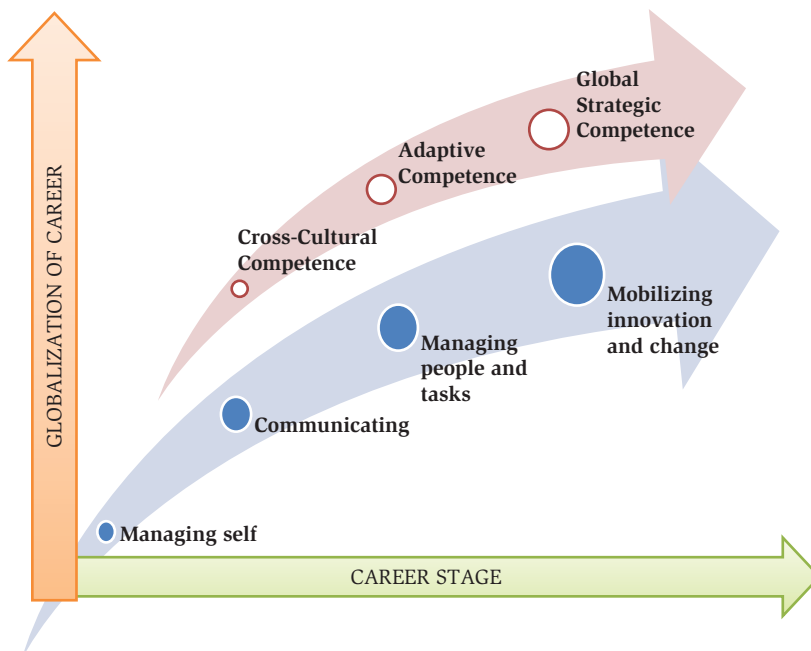 Global
Strategic
Competence
Adaptive
Competence
Cross-Cultural
Competence
Mobilizing
innovation
and change
Managing
people and
tasks
Communicating
Managing self
GLOBALIZATION OF CAREER
CAREER STAGE